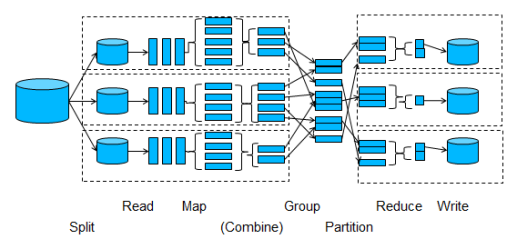 Read Map Group Reduce Write
Split (Combine) Partition